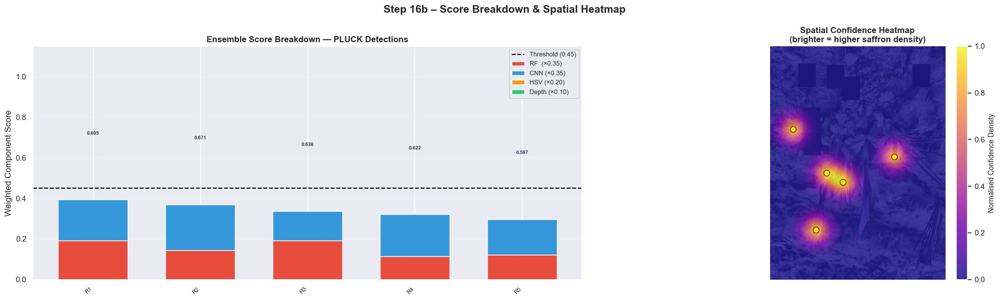 Step 16b – Score Breakdown & Spatial Heatmap
Ensemble Score Breakdown — PLUCK Detections
Weighted Component Score
1.0
0.8
0.6
0.4
0.2
0.0
Threshold (0.45)
RF (×0.35)
CNN (×0.35)
HSV (×0.20)
Depth (×0.10)
0.695
0.671
0.638
0.622
0.597
R1
R2
R3
R4
R5
Spatial Confidence Heatmap
(brighter = higher saffron density)
1.0
0.8
0.6
0.4
0.2
0.0
Normalised Confidence Density